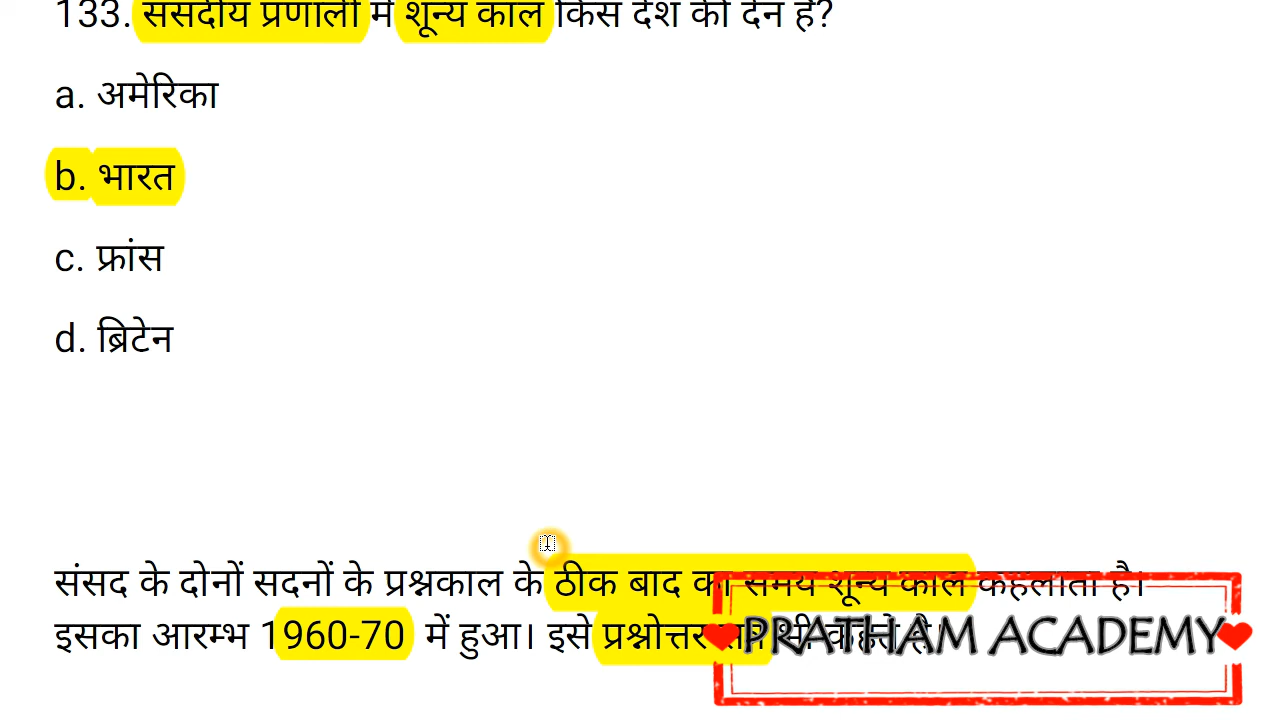 133. संसदीय प्रणाली में शून्य काल किस देश की देन है?
a. अमेरिका
b. भारत
c. फ्रांस
d. ब्रिटेन
संसद के दोनों सदनों के प्रश्नकाल के ठीक बाद का समय शून्य काल कहलाता है।
इसका आरम्भ 1960-70 में हुआ। इसे प्रश्नोत्तर भी कहते है।
PRATHAM ACADEMY